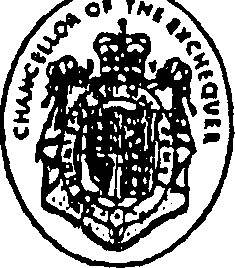 CHANCELLOR OF THE EXCHEQUER